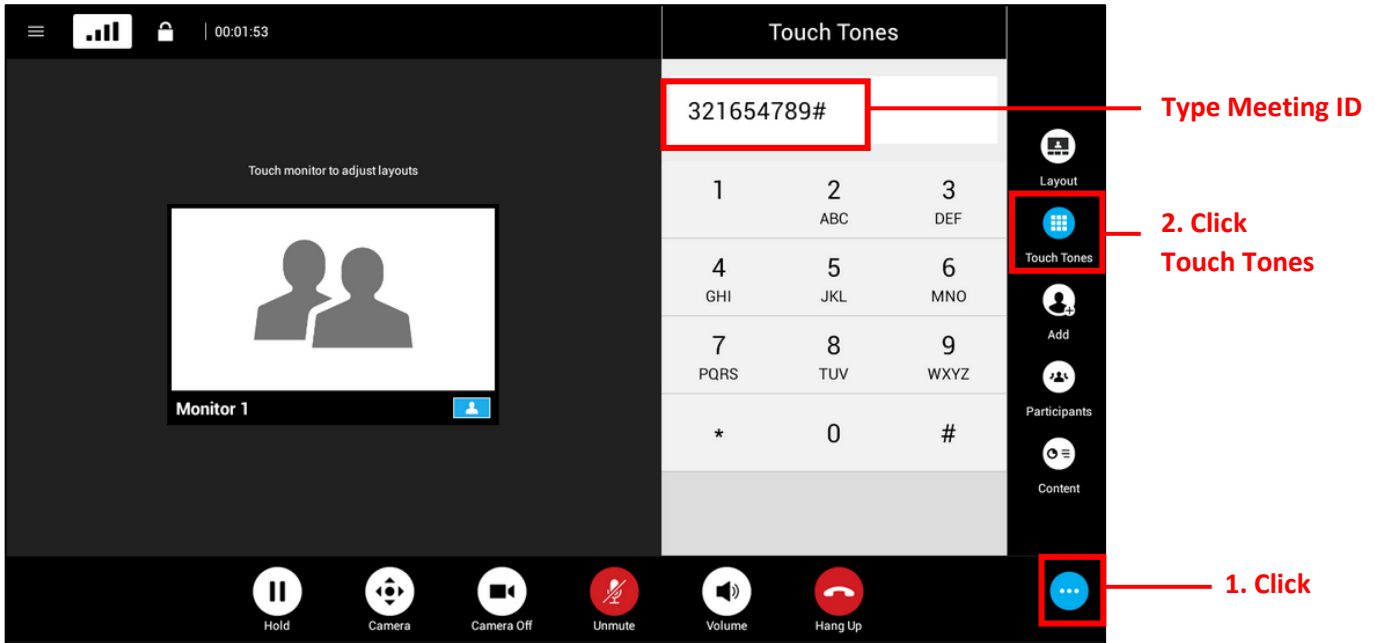 00:01:53
Touch Tones
321654789#
Type Meeting ID
Touch monitor to adjust layouts
Monitor 1
1
2
ABC
3
DEF
4
GHI
5
JKL
6
MNO
7
PQRS
8
TUV
9
WXYZ
*
0
#
Layout
Touch Tones
2. Click
Touch Tones
Add
Participants
Content
Hold
Camera
Camera Off
Unmute
Volume
Hang Up
1. Click